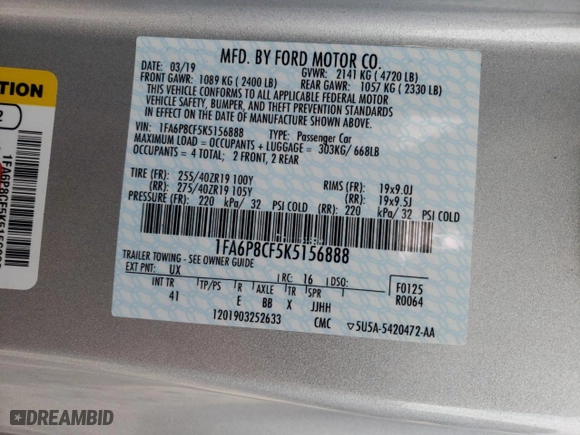 MFD. BY FORD MOTOR CO.
03/19
GVWR: 2141 KG ( 4720 LB)
FRONT GAWR: 1089 KG ( 2400 LB)
REAR GAWR: 1057 KG ( 2330 LB)
THIS VEHICLE CONFORMS TO ALL APPLICABLE FEDERAL MOTOR
VEHICLE SAFETY, BUMPER, AND THEFT PREVENTION STANDARDS
IN EFFECT ON THE DATE OF MANUFACTURE SHOWN ABOVE.
VIN: 1FA6P8CF5K5156888
TYPE: Passenger Car
MAXIMUM LOAD = OCCUPANTS + LUGGAGE = 303KG/ 668LB
OCCUPANTS = 4 TOTAL; 2 FRONT, 2 REAR
TIRE (FR): 255/40ZR19 100Y RIMS (FR): 19x9.0J
(RR): 275/40ZR19 105Y (RR): 19x9.5J
PRESSURE (FR): 220 kPa/ 32 PSI COLD (RR) 220 kPa/ 32 PSI COLD
1FA6P8CF5K5156888
TRAILER TOWING - SEE OWNER GUIDE
EXT PNT: UX RC: 16 DSO:
INT TR TP/PS R AXLE TR SPR
41 E BB X JJHH
F0125
R0064
1201903252633 CMC 5U5A-5420472-AA
TION
2
DREAMBID